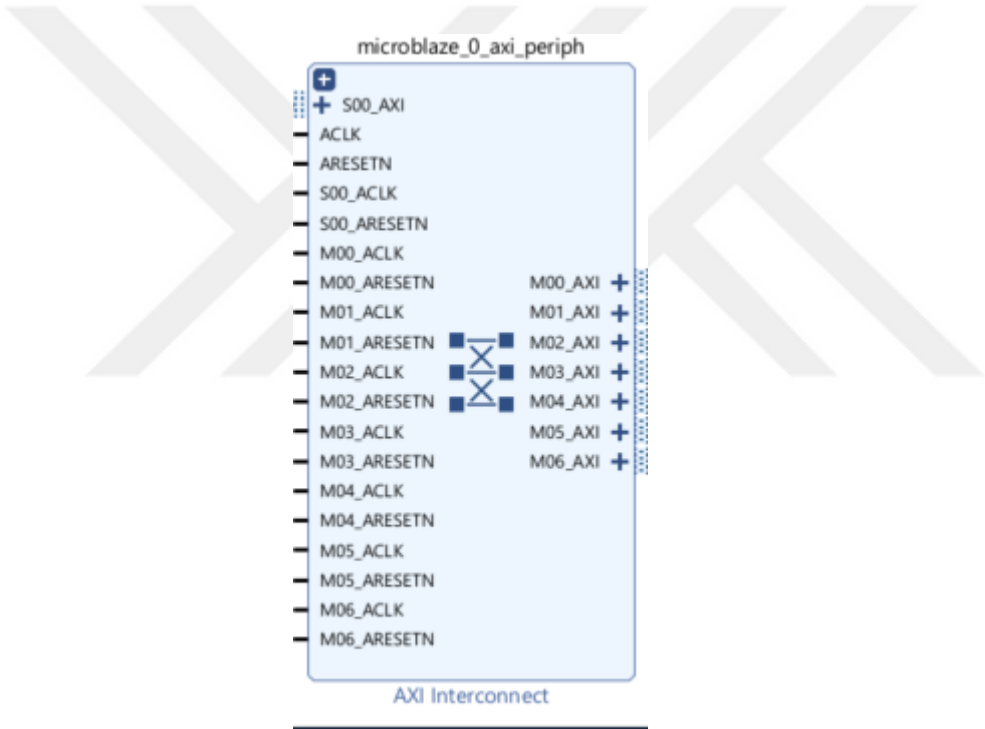 microblaze_0_axi_periph
S00_AXI
ACLK
ARESETN
S00_ACLK
S00_ARESETN
M00_ACLK
M00_ARESETN M00_AXI
M01_ACLK M01_AXI
M01_ARESETN M02_AXI
M02_ACLK M03_AXI
M02_ARESETN M04_AXI
M03_ACLK M05_AXI
M03_ARESETN M06_AXI
M04_ACLK
M04_ARESETN
M05_ACLK
M05_ARESETN
M06_ACLK
M06_ARESETN
AXI Interconnect